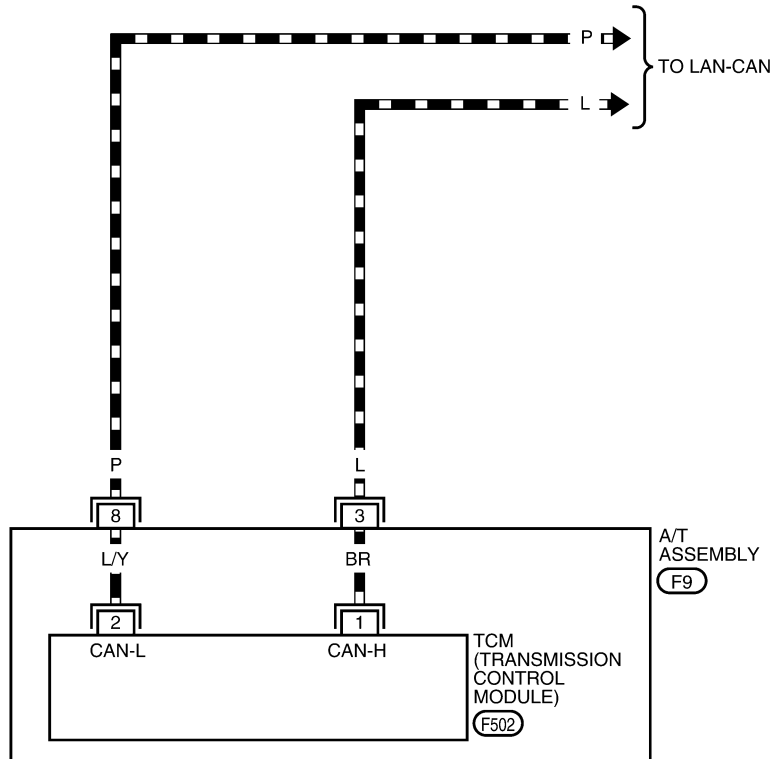 P
TO LAN-CAN
L
P
L
8
3
A/T
ASSEMBLY
F9
L/Y
BR
2
1
CAN-L
CAN-H
TCM
(TRANSMISSION
CONTROL
MODULE)
F502